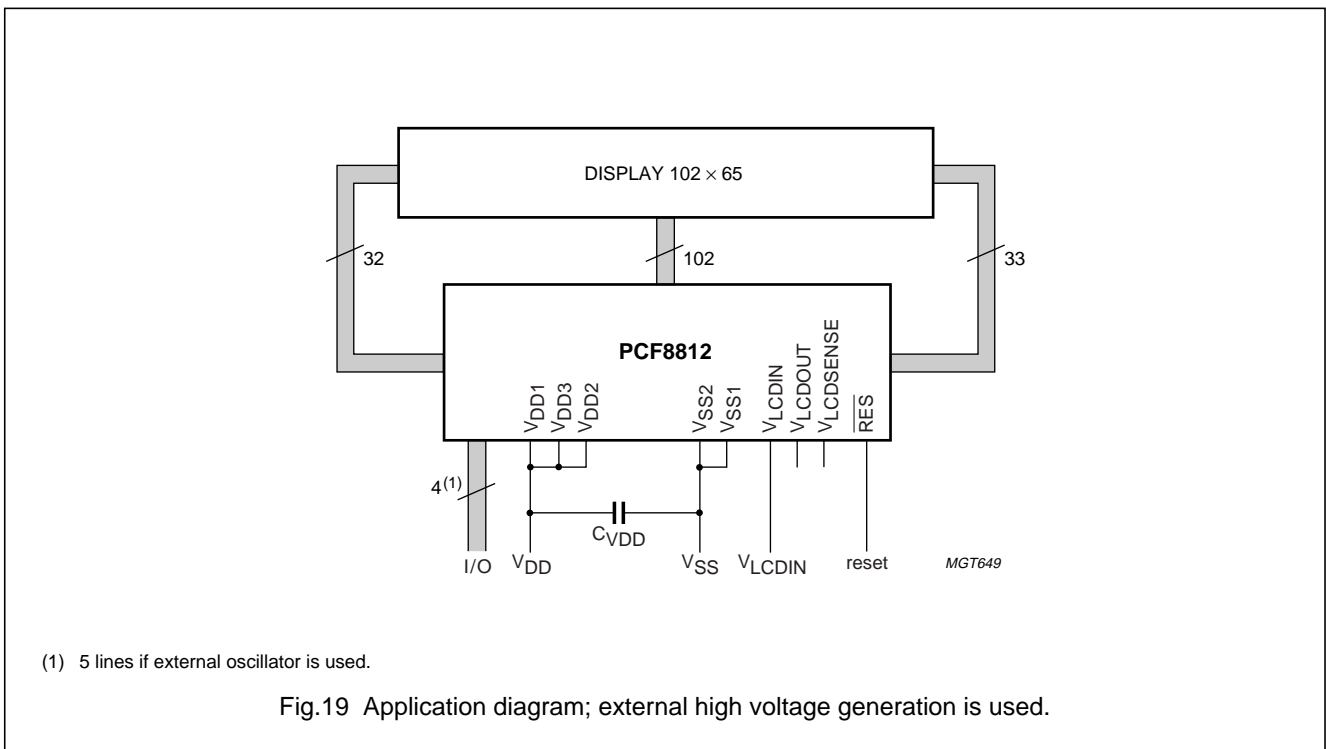 DISPLAY 102 × 65
32
102
33
PCF8812
VDD1
VDD3
VDD2
VSS2
VSS1
VLCDIN
VLCDOUT
VLCDSENSE
RES
4(1)
CVDD
I/O
VDD
VSS
VLCDIN
reset
MGT649
(1) 5 lines if external oscillator is used.
Fig.19 Application diagram; external high voltage generation is used.